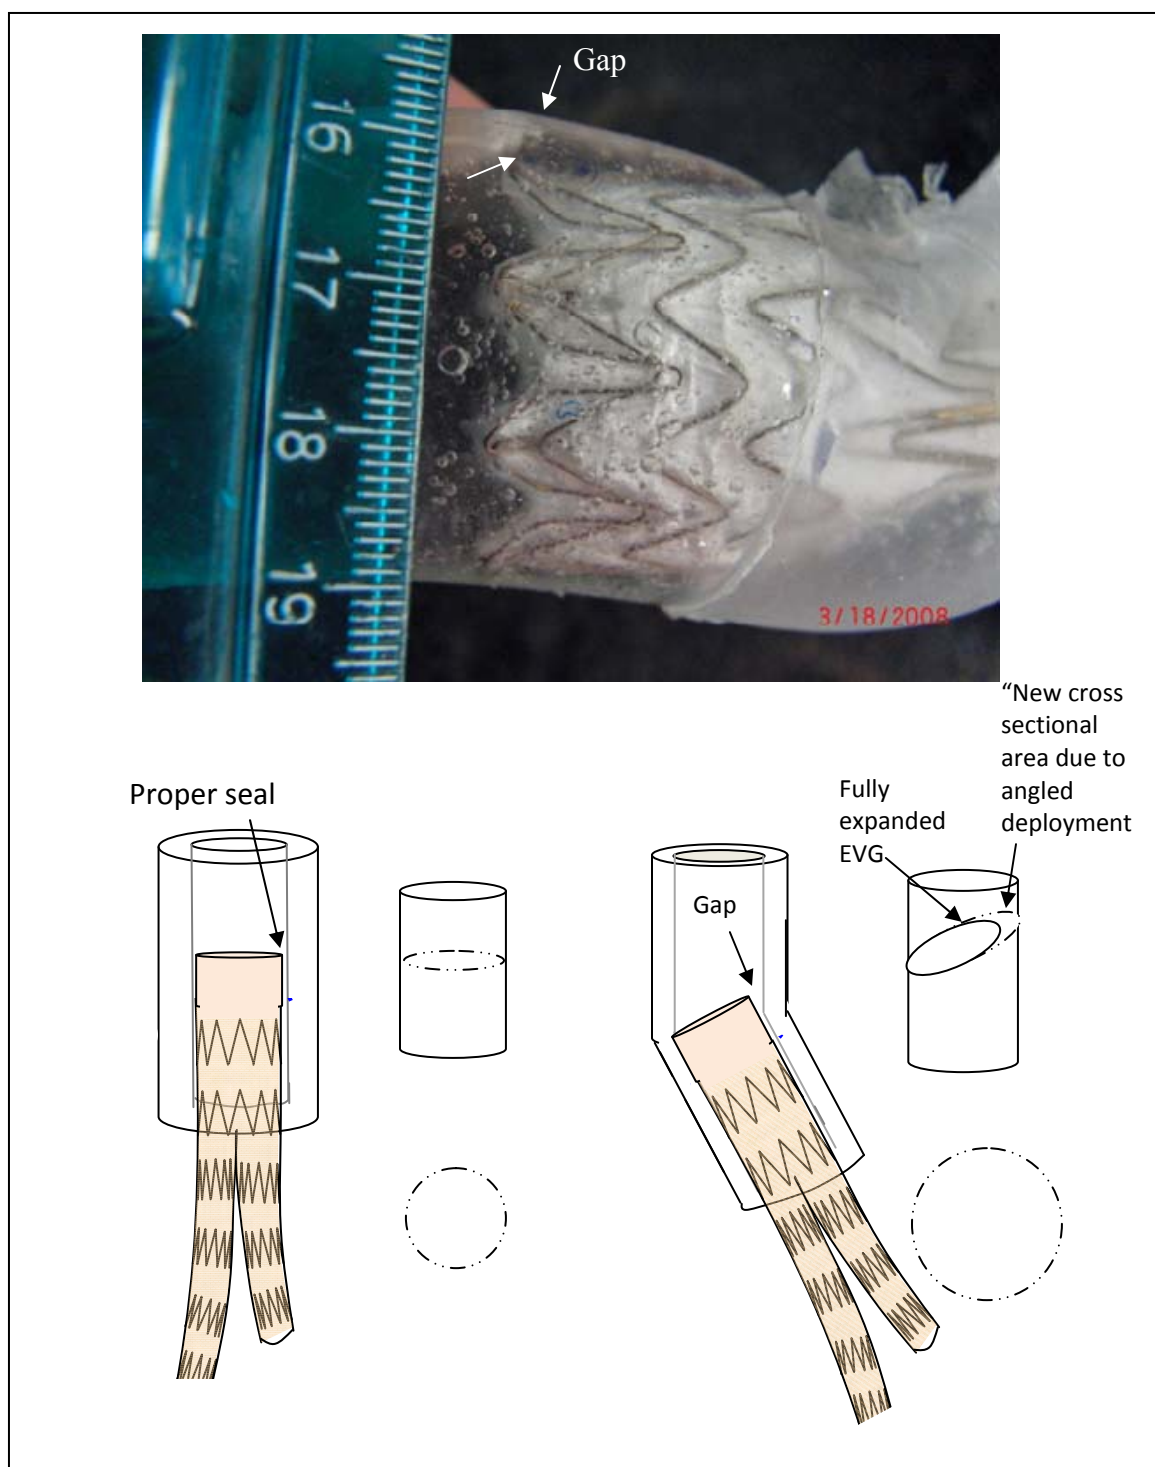 Gap
16
17
18
19
3/18/2008
“New cross
sectional
area due to
angled
deployment
Proper seal
Fully
expanded
EVG
Gap